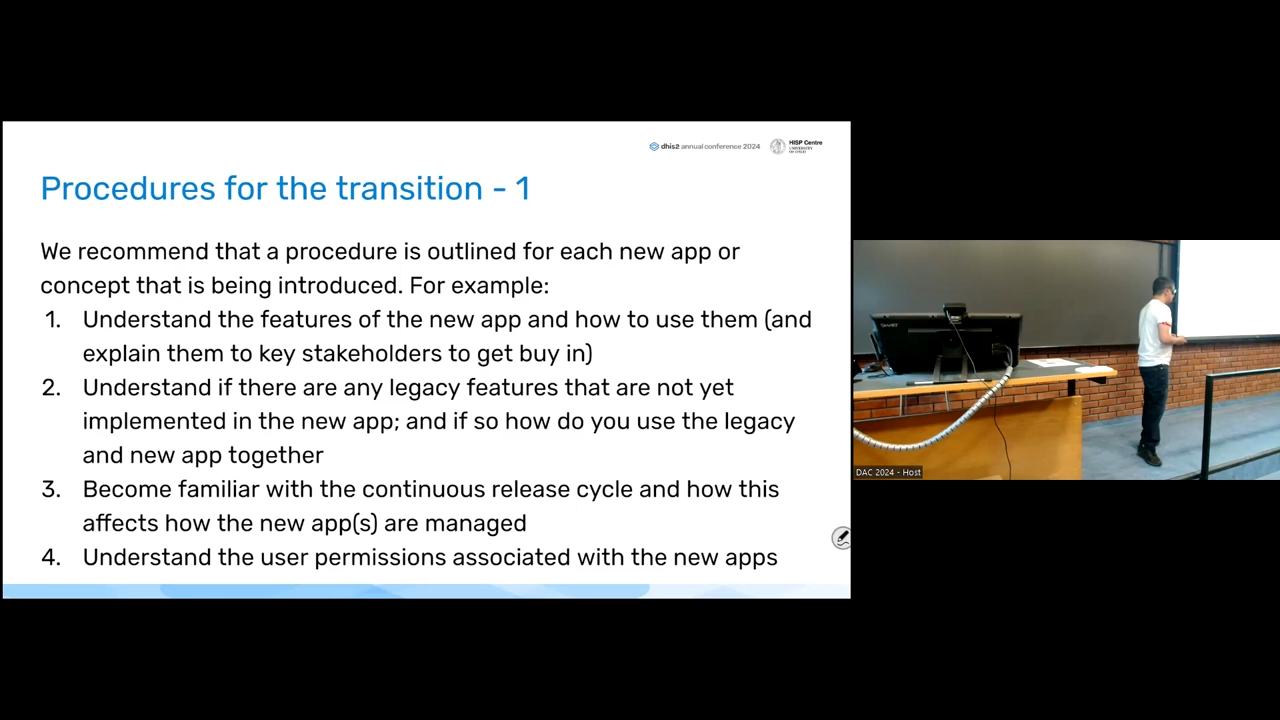 dhis2 annual conference 2024
HISP Centre
UNIVERSITY
OF OSLO
Procedures for the transition - 1
We recommend that a procedure is outlined for each new app or
concept that is being introduced. For example:
1. Understand the features of the new app and how to use them (and
explain them to key stakeholders to get buy in)
2. Understand if there are any legacy features that are not yet
implemented in the new app; and if so how do you use the legacy
and new app together
3. Become familiar with the continuous release cycle and how this
affects how the new app(s) are managed
4. Understand the user permissions associated with the new apps
DAC 2024 - Host